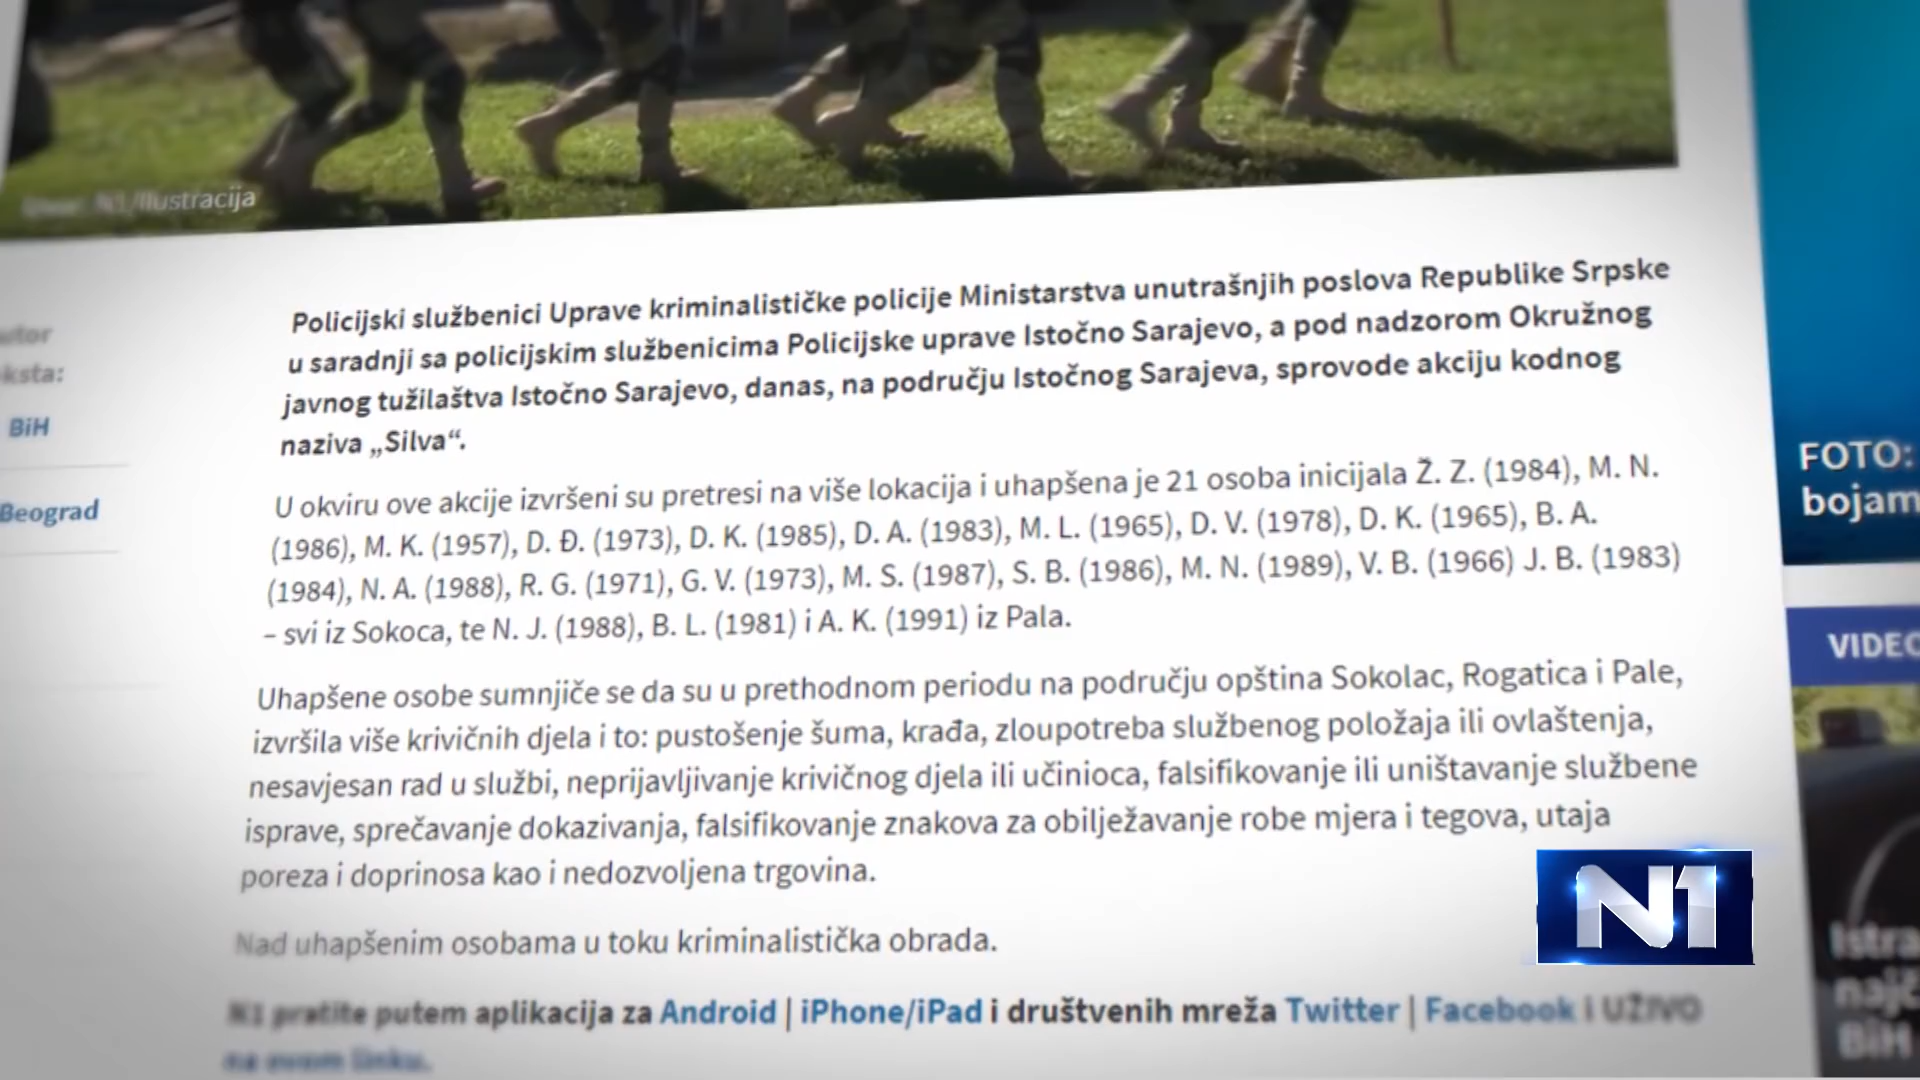 N1/Ilustracija
Policijski službenici Uprave kriminalističke policije Ministarstva unutrašnjih poslova Republike Srpske
u saradnji sa policijskim službenicima Policijske uprave Istočno Sarajevo, a pod nadzorom Okružnog
javnog tužilaštva Istočno Sarajevo, danas, na području Istočnog Sarajeva, sprovode akciju kodnog
naziva „Silva“.
U okviru ove akcije izvršeni su pretresi na više lokacija i uhapšena je 21 osoba inicijala Ž. Z. (1984), M. N.
(1986), M. K. (1957), D. Đ. (1973), D. K. (1985), D. A. (1983), M. L. (1965), D. V. (1978), D. K. (1965), B. A.
(1984), N. A. (1988), R. G. (1971), G. V. (1973), M. S. (1987), S. B. (1986), M. N. (1989), V. B. (1966) J. B. (1983)
– svi iz Sokoca, te N. J. (1988), B. L. (1981) i A. K. (1991) iz Pala.
Uhapšene osobe sumnjiče se da su u prethodnom periodu na području opština Sokolac, Rogatica i Pale,
izvršila više krivičnih djela i to: pustošenje šuma, krađa, zloupotreba službenog položaja ili ovlaštenja,
nesavjesan rad u službi, neprijavljivanje krivičnog djela ili učinioca, falsifikovanje ili uništavanje službene
isprave, sprečavanje dokazivanja, falsifikovanje znakova za obilježavanje robe mjera i tegova, utaja
poreza i doprinosa kao i nedozvoljena trgovina.
Nad uhapšenim osobama u toku kriminalistička obrada.
N1 pratite putem aplikacija za Android | iPhone/iPad i društvenih mreža Twitter | Facebook i UŽIVO
na ovom linku.
utor
ksta:
BiH
Beograd
FOTO:
bojam
VIDEO
Istra
najč
BiH
N1